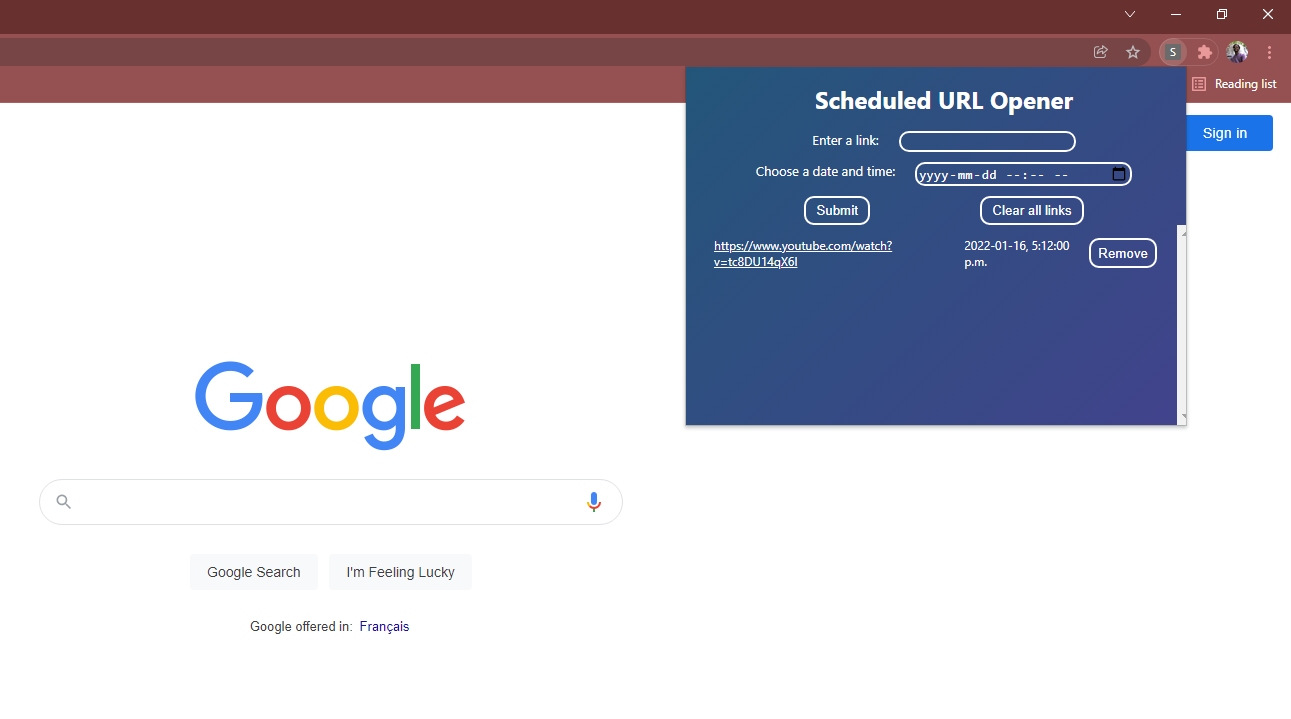 S
Reading list
Scheduled URL Opener
Sign in
Enter a link:
Choose a date and time: yyyy-mm-dd --:-- --
Submit Clear all links
https://www.youtube.com/watch? 2022-01-16, 5:12:00
v=tc8DU14qX6I p.m.
Remove
Google
Google Search I'm Feeling Lucky
Google offered in: Français